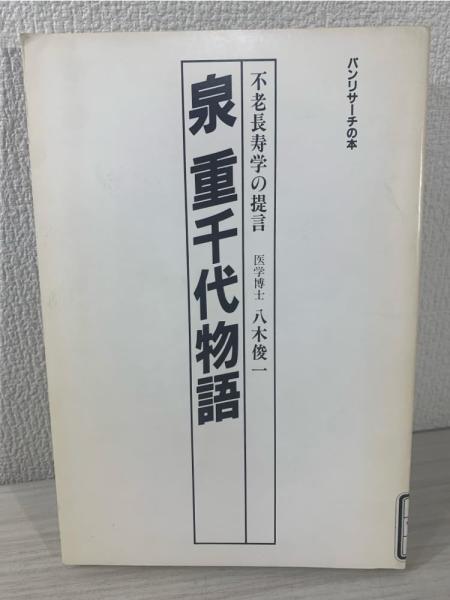 パンリサーチの本
不老長寿学の提言 医学博士 八木俊一
泉 重千代物語